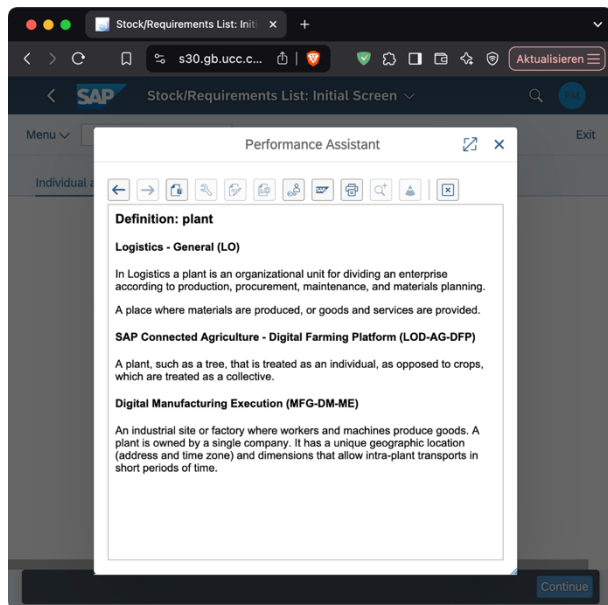 Stock/Requirements List: Initi
s30.gb.ucc.c...
Aktualisieren
SAP
Stock/Requirements List: Initial Screen
Menu
Exit
Performance Assistant
Individual
Definition: plant
Logistics - General (LO)
In Logistics a plant is an organizational unit for dividing an enterprise
according to production, procurement, maintenance, and materials planning.
A place where materials are produced, or goods and services are provided.
SAP Connected Agriculture - Digital Farming Platform (LOD-AG-DFP)
A plant, such as a tree, that is treated as an individual, as opposed to crops,
which are treated as a collective.
Digital Manufacturing Execution (MFG-DM-ME)
An industrial site or factory where workers and machines produce goods. A
plant is owned by a single company. It has a unique geographic location
(address and time zone) and dimensions that allow intra-plant transports in
short periods of time.
Continue